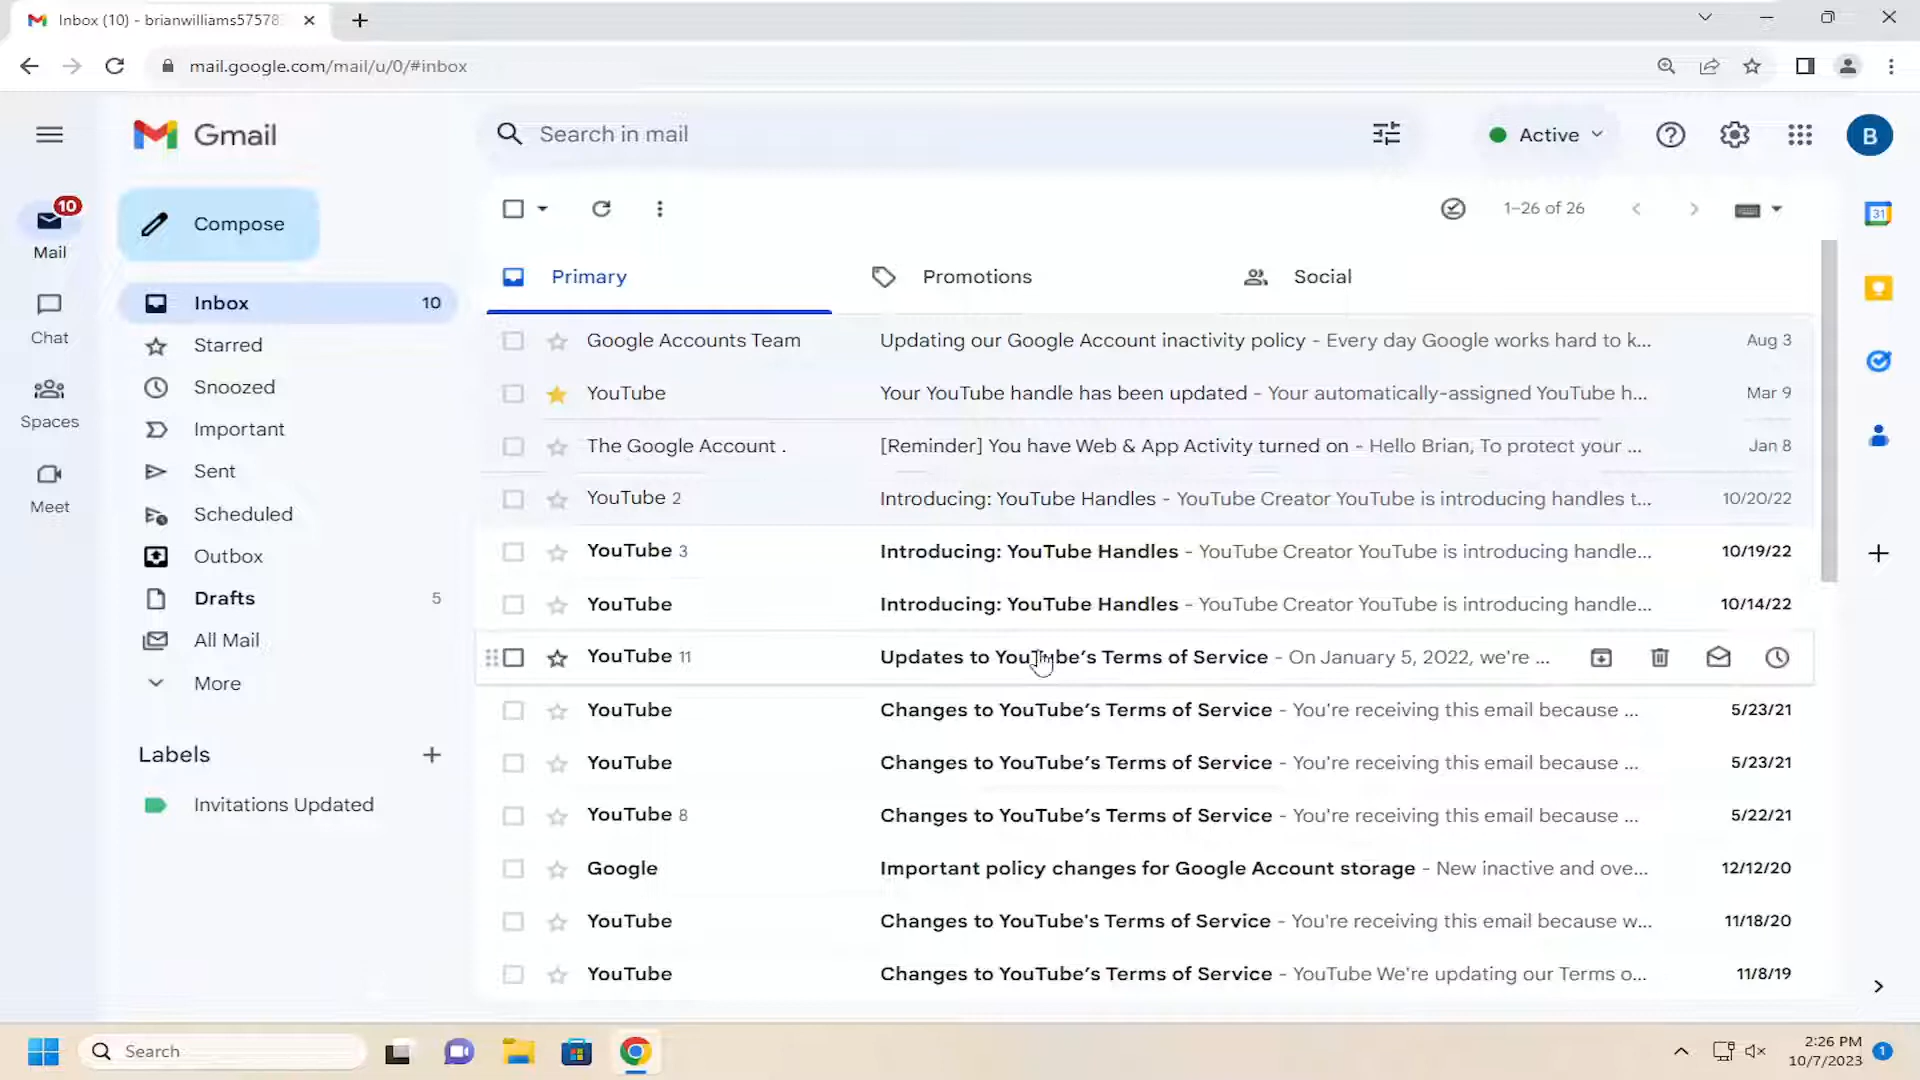 Inbox (10) - brianwilliams57578
mail.google.com/mail/u/0/#inbox
Gmail
Search in mail
Active
B
10
Mail
Chat
Spaces
Meet
Compose
Inbox 10
Starred
Snoozed
Important
Sent
Scheduled
Outbox
Drafts 5
All Mail
More
Labels
Invitations Updated
1–26 of 26
31
Primary
Promotions
Social
Google Accounts Team Updating our Google Account inactivity policy - Every day Google works hard to k... Aug 3
YouTube Your YouTube handle has been updated - Your automatically-assigned YouTube h... Mar 9
The Google Account . [Reminder] You have Web & App Activity turned on - Hello Brian, To protect your ... Jan 8
YouTube 2 Introducing: YouTube Handles - YouTube Creator YouTube is introducing handles t... 10/20/22
YouTube 3 Introducing: YouTube Handles - YouTube Creator YouTube is introducing handle... 10/19/22
YouTube Introducing: YouTube Handles - YouTube Creator YouTube is introducing handle... 10/14/22
YouTube 11 Updates to YouTube’s Terms of Service - On January 5, 2022, we're ...
YouTube Changes to YouTube’s Terms of Service - You're receiving this email because ... 5/23/21
YouTube Changes to YouTube’s Terms of Service - You're receiving this email because ... 5/23/21
YouTube 8 Changes to YouTube’s Terms of Service - You're receiving this email because ... 5/22/21
Google Important policy changes for Google Account storage - New inactive and ove... 12/12/20
YouTube Changes to YouTube's Terms of Service - You're receiving this email because w... 11/18/20
YouTube Changes to YouTube’s Terms of Service - YouTube We're updating our Terms o... 11/8/19
Search
2:26 PM
10/7/2023
1